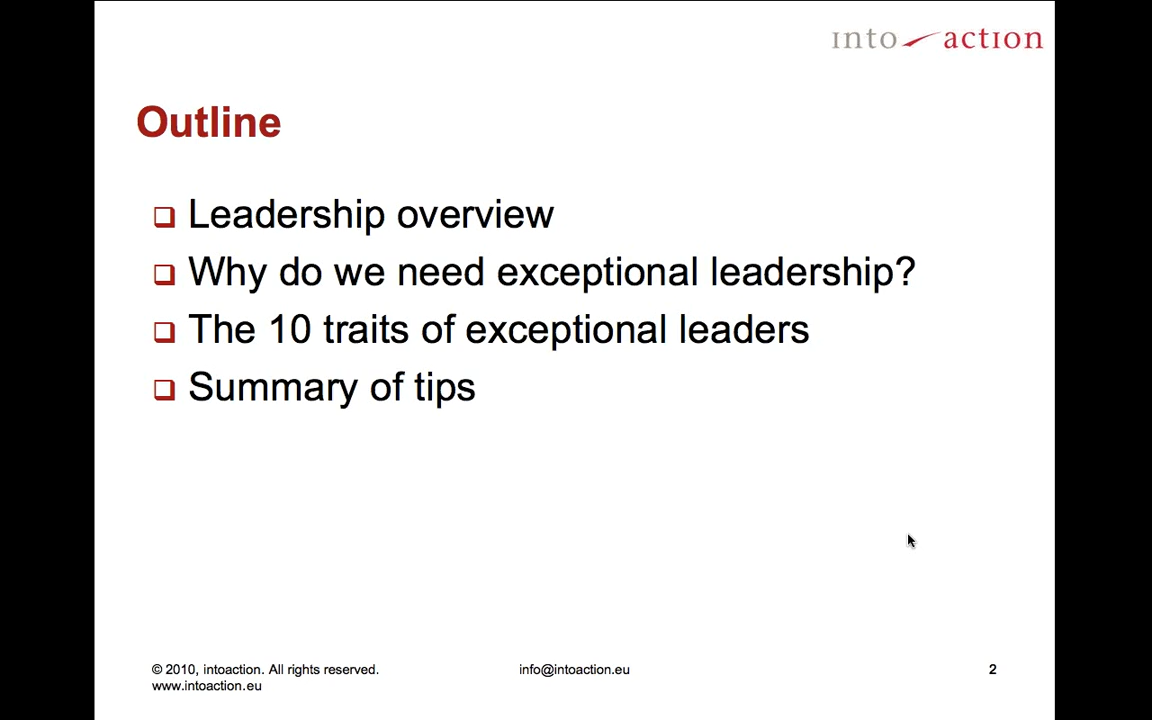 into action
Outline
Leadership overview
Why do we need exceptional leadership?
The 10 traits of exceptional leaders
Summary of tips
© 2010, intoaction. All rights reserved.
www.intoaction.eu
info@intoaction.eu
2